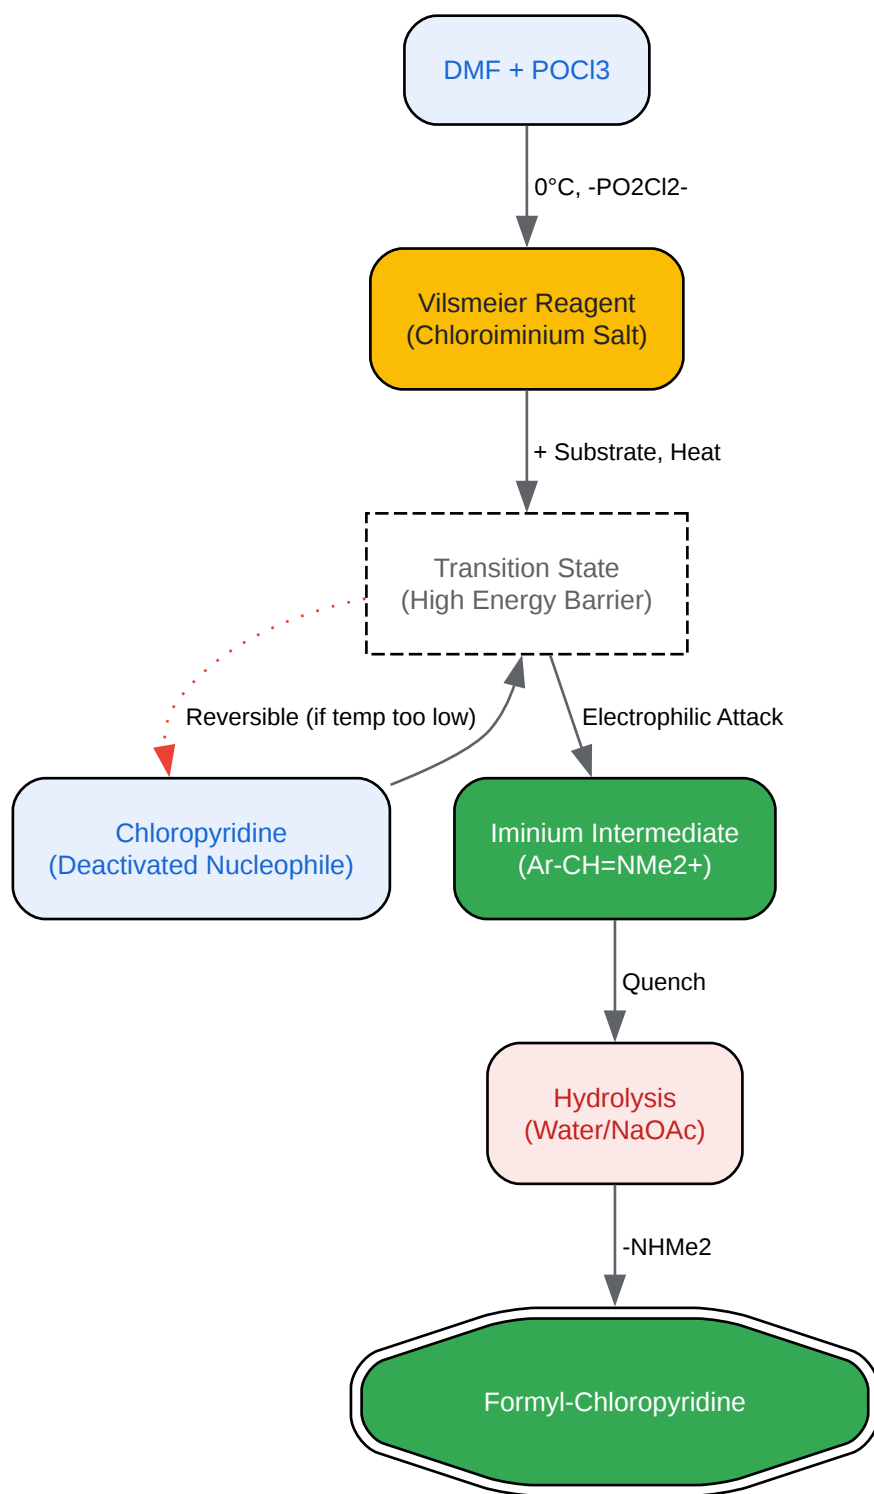 DMF + POCl3
0°C, -PO2Cl2-
Vilsmeier Reagent
(Chloroiminium Salt)
+ Substrate, Heat
Transition State
(High Energy Barrier)
Reversible (if temp too low)
Electrophilic Attack
Chloropyridine
(Deactivated Nucleophile)
Iminium Intermediate
(Ar-CH=NMe2+)
Quench
Hydrolysis
(Water/NaOAc)
-NHMe2
Formyl-Chloropyridine